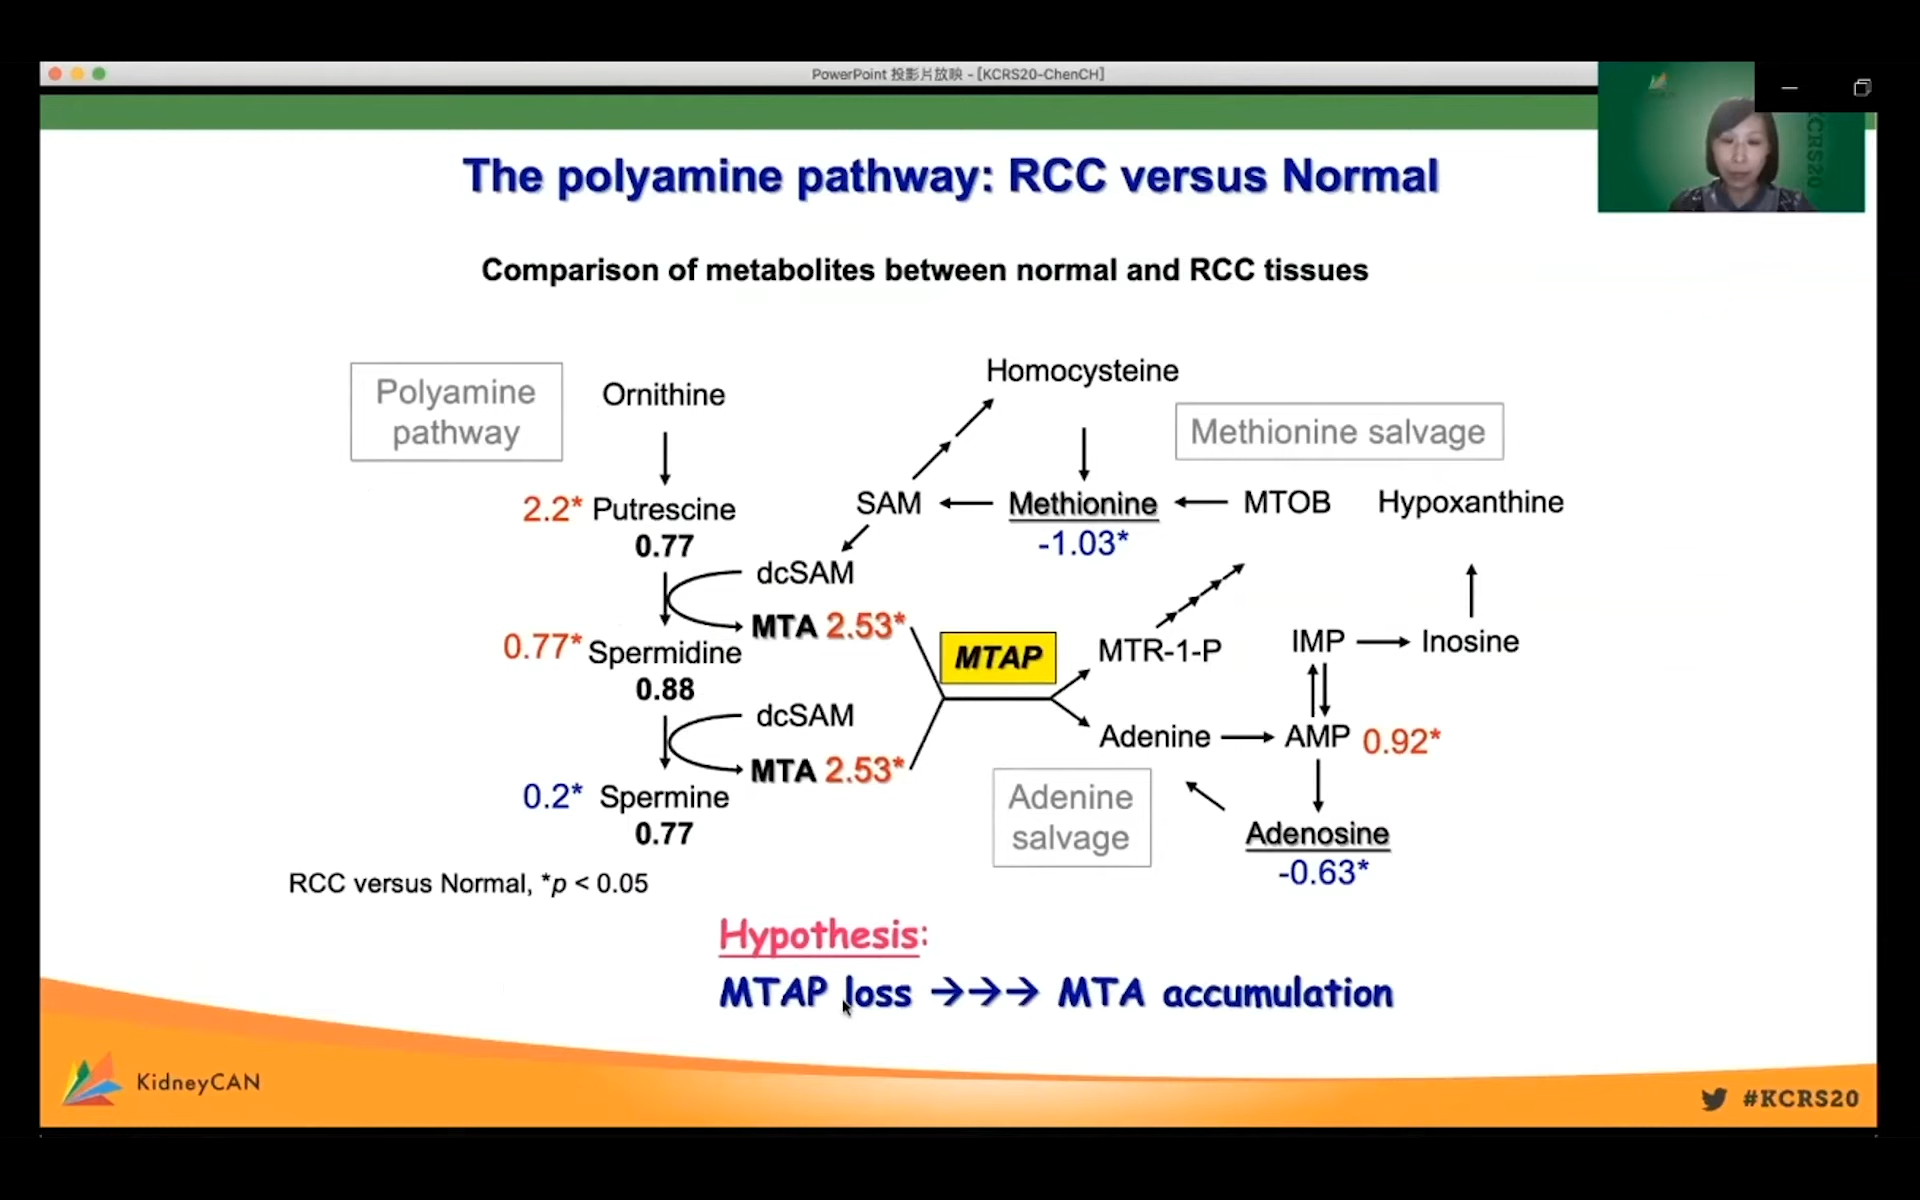 PowerPoint 投影片放映 - [KCRS20-ChenCH]
KCRS20
The polyamine pathway: RCC versus Normal
Comparison of metabolites between normal and RCC tissues
Polyamine
pathway
Ornithine
Homocysteine
Methionine salvage
2.2* Putrescine
0.77
SAM
Methionine
-1.03*
MTOB
Hypoxanthine
dcSAM
MTA 2.53*
0.77* Spermidine
0.88
MTAP
MTR-1-P
IMP
Inosine
dcSAM
MTA 2.53*
Adenine
AMP 0.92*
0.2* Spermine
0.77
Adenine
salvage
Adenosine
-0.63*
RCC versus Normal, *p < 0.05
Hypothesis:
MTAP loss →→→ MTA accumulation
KidneyCAN
#KCRS20